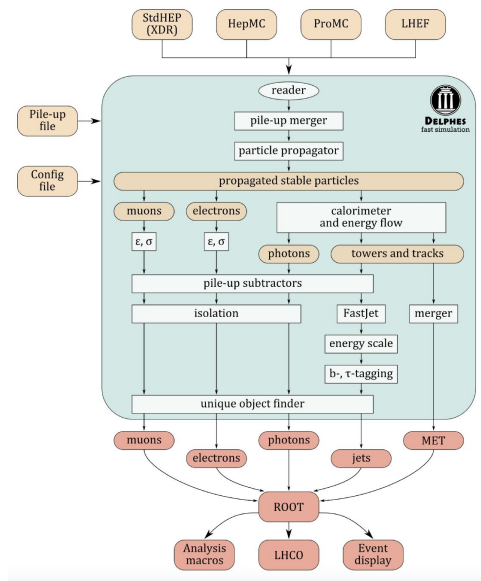 StdHEP
(XDR)
HepMC
ProMC
LHEF
reader
DELPHES
fast simulation
Pile-up
file
pile-up merger
particle propagator
Config
file
propagated stable particles
muons
electrons
calorimeter
and energy flow
ε, σ
ε, σ
photons
towers and tracks
pile-up subtractors
isolation
FastJet
merger
energy scale
b-, τ-tagging
unique object finder
muons
electrons
photons
jets
MET
ROOT
Analysis
macros
LHCO
Event
display